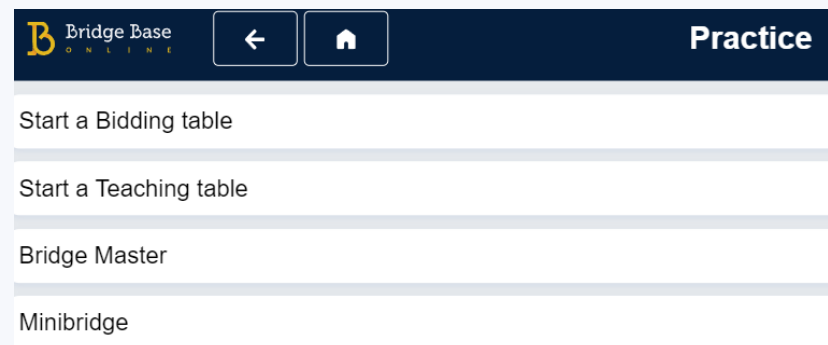 Bridge Base
ONLINE
Practice
Start a Bidding table
Start a Teaching table
Bridge Master
Minibridge